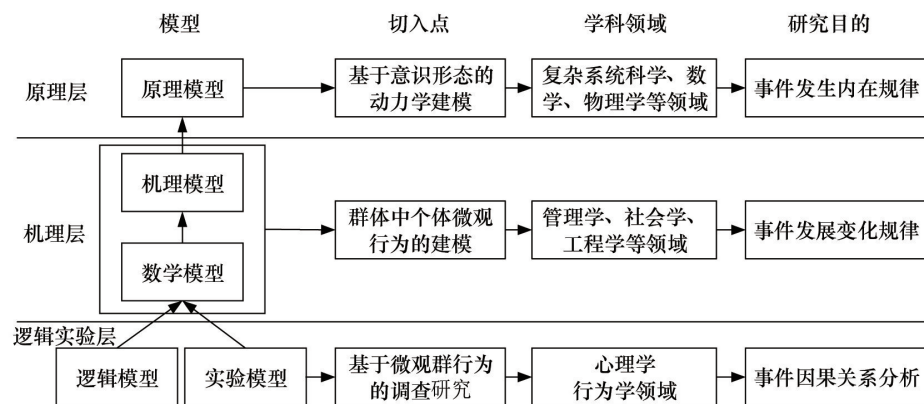 模型
切入点
学科领域
研究目的
原理层
原理模型
基于意识形态的
动力学建模
复杂系统科学、数
学、物理学等领域
事件发生内在规律
机理层
机理模型
数学模型
群体中个体微观
行为的建模
管理学、社会学、
工程学等领域
事件发展变化规律
逻辑实验层
逻辑模型
实验模型
基于微观群行为
的调查研究
心理学
行为学领域
事件因果关系分析